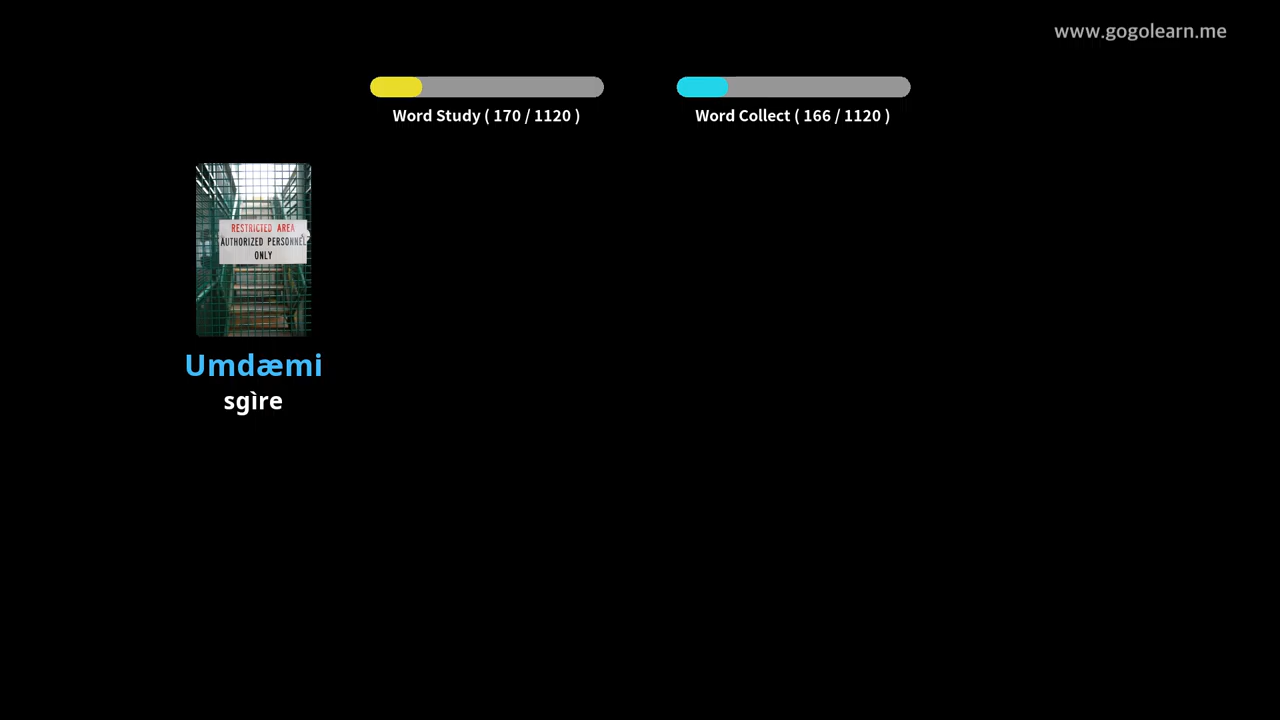 www.gogolearn.me
Word Study ( 170 / 1120 )
Word Collect ( 166 / 1120 )
RESTRICTED AREA
AUTHORIZED PERSONNEL
ONLY
Umdæmi
sgìre